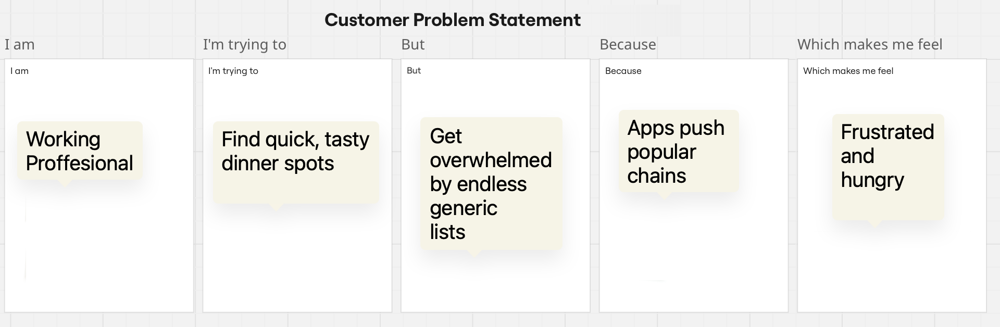 Customer Problem Statement
I am
I'm trying to
But
Because
Which makes me feel
I am
I'm trying to
But
Because
Which makes me feel
Working
Proffesional
Find quick, tasty
dinner spots
Get
overwhelmed
by endless
generic
lists
Apps push
popular
chains
Frustrated
and
hungry